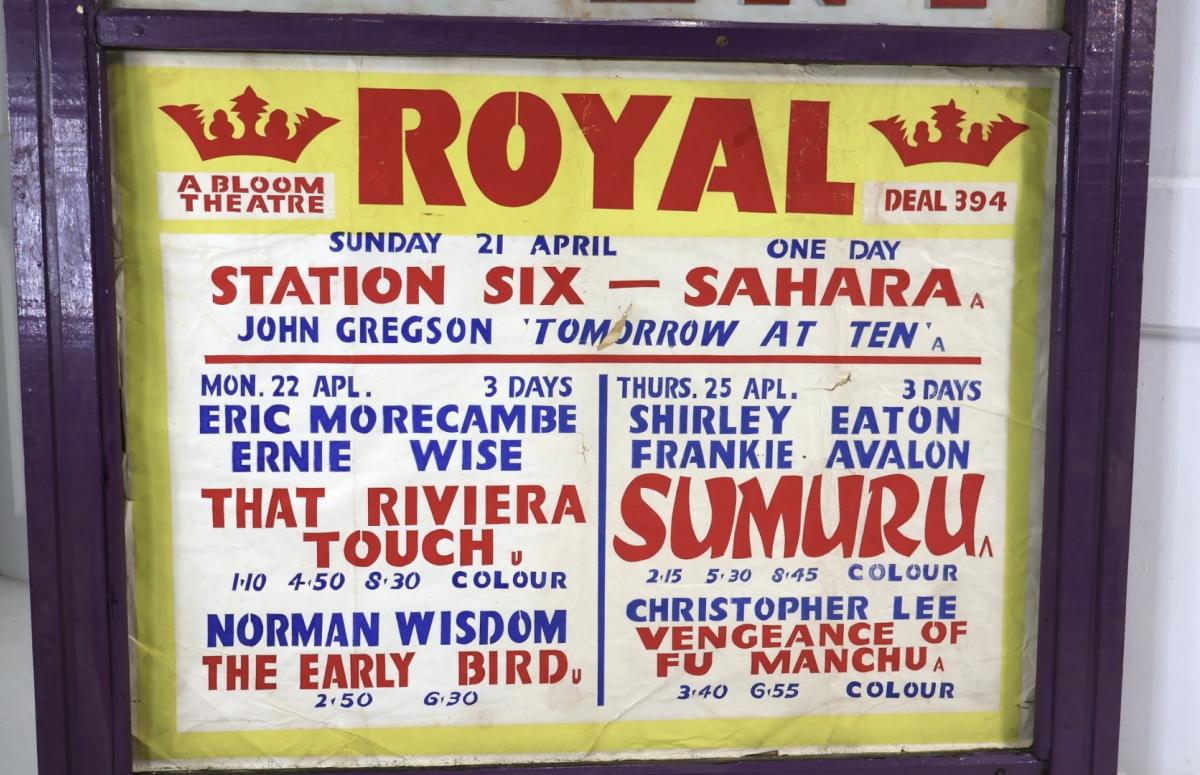 ROYAL
A BLOOM
THEATRE
DEAL 394
SUNDAY 21 APRIL ONE DAY
STATION SIX — SAHARA A
JOHN GREGSON 'TOMORROW AT TEN' A
MON. 22 APL. 3 DAYS
ERIC MORECAMBE
ERNIE WISE
THAT RIVIERA
TOUCH U
1·10 4·50 8·30 COLOUR
NORMAN WISDOM
THE EARLY BIRD U
2·50 6·30
THURS. 25 APL. 3 DAYS
SHIRLEY EATON
FRANKIE AVALON
SUMURU A
2·15 5·30 8·45 COLOUR
CHRISTOPHER LEE
VENGEANCE OF
FU MANCHU A
3·40 6·55 COLOUR